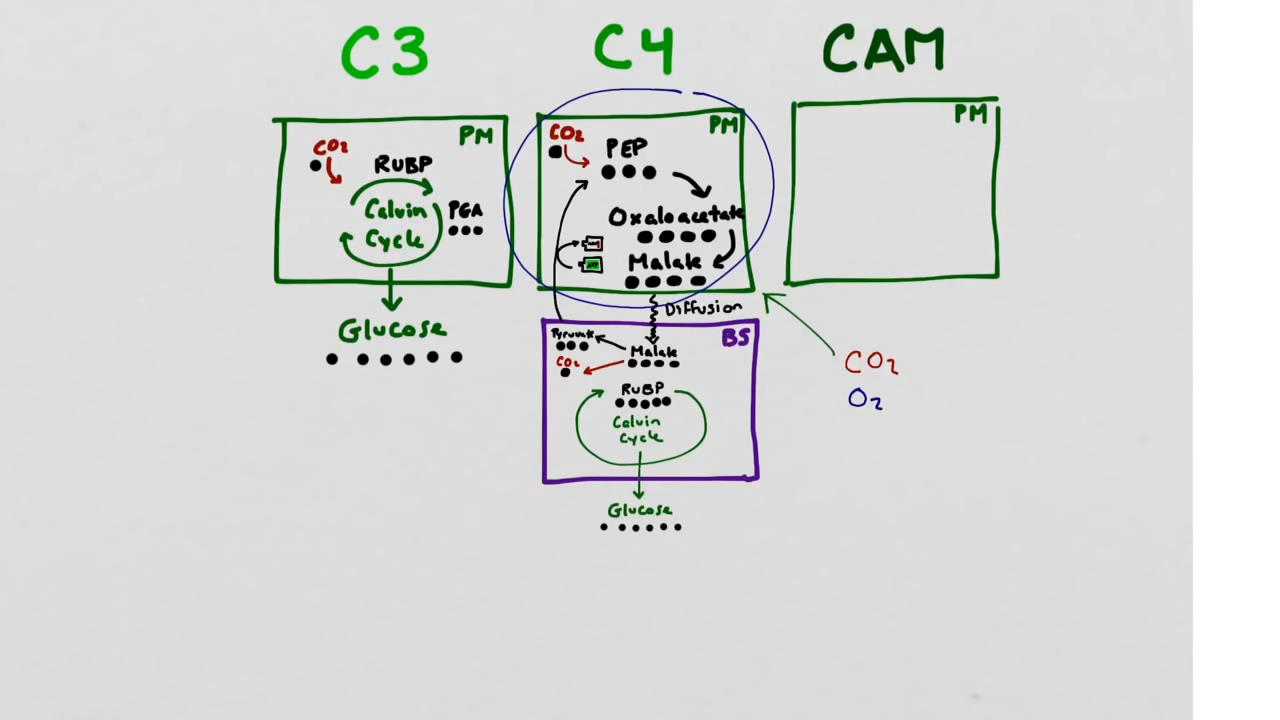 C3
C4
CAM
PM
CO2
RUBP
Calvin
Cycle
PGA
Glucose
PM
CO2
PEP
Oxaloacetate
Malate
ATP
Diffusion
BS
Pyruvate
Malate
CO2
RUBP
Calvin
Cycle
Glucose
PM
CO2
O2